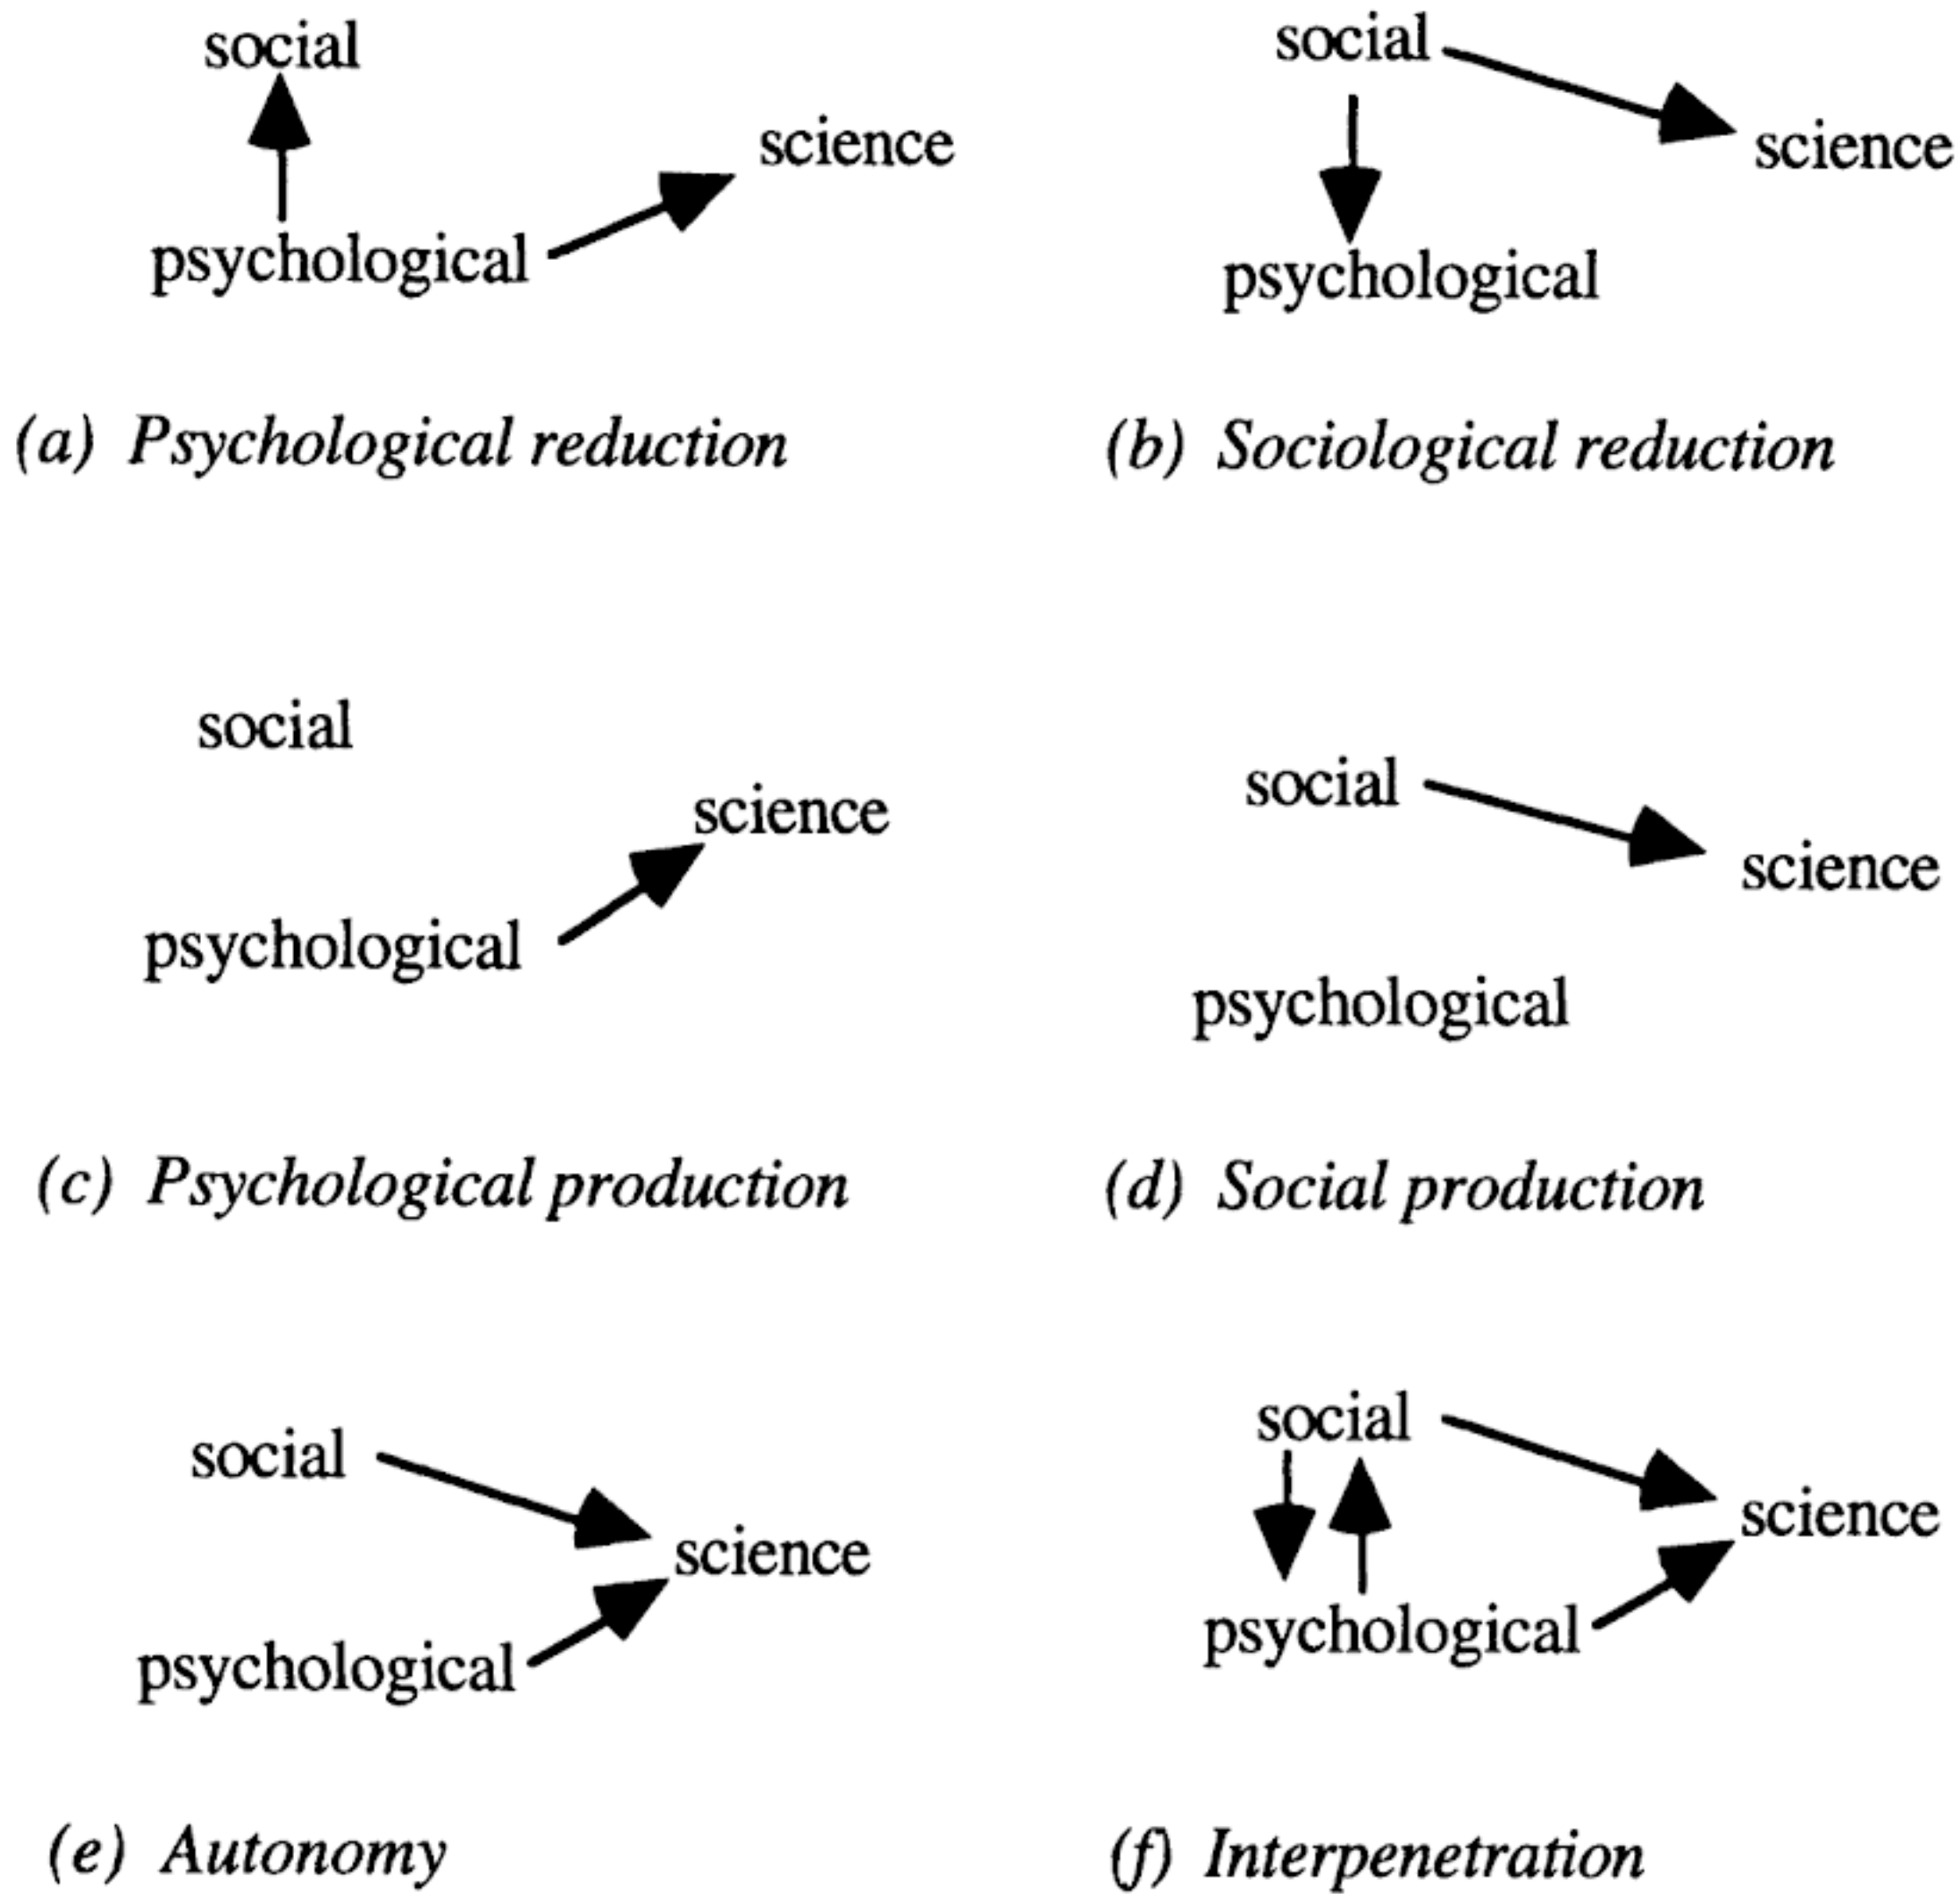 social
science
psychological
(a) Psychological reduction
social
science
psychological
(b) Sociological reduction
social
science
psychological
(c) Psychological production
social
science
psychological
(d) Social production
social
science
psychological
(e) Autonomy
social
science
psychological
(f) Interpenetration